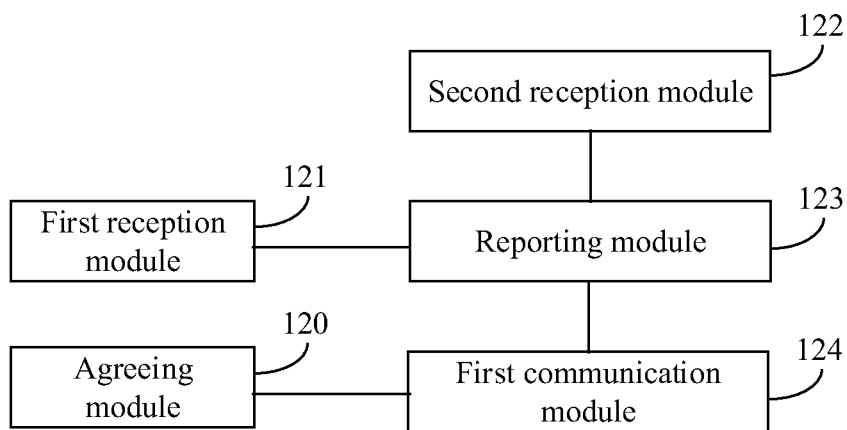 122
Second reception module
121
First reception
module
123
Reporting module
120
Agreeing
module
124
First communication
module